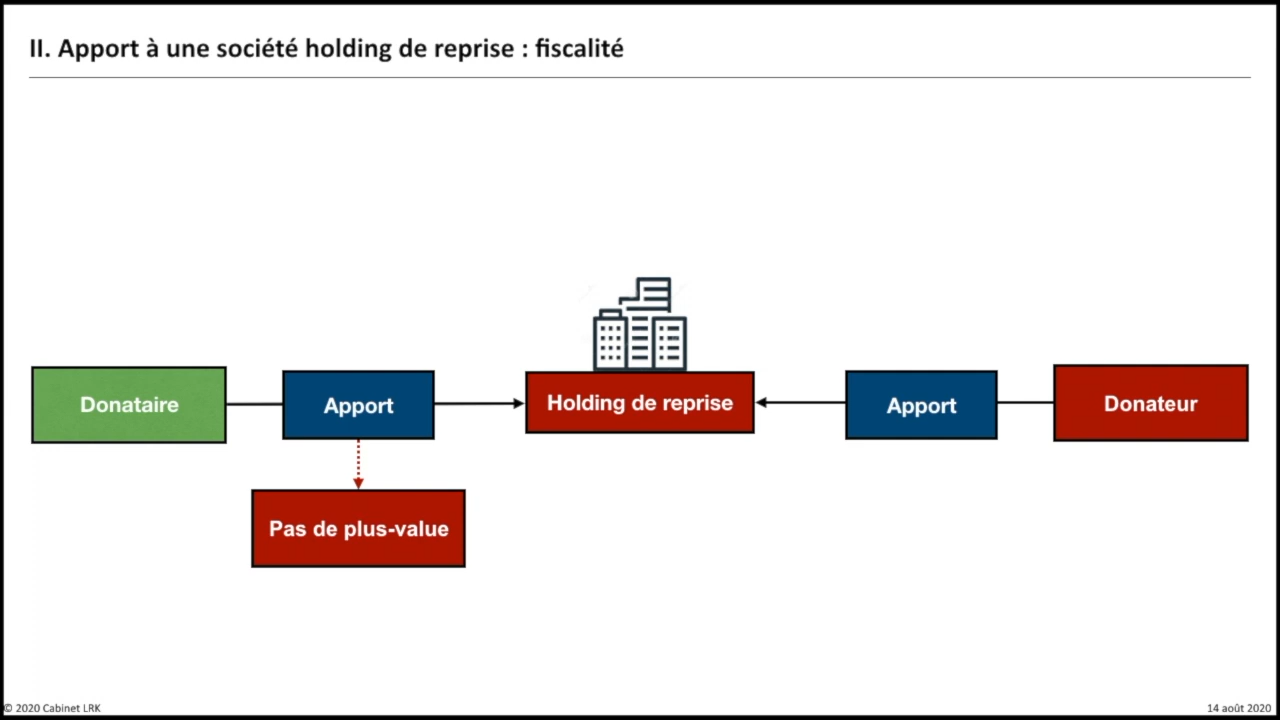 II. Apport à une société holding de reprise : fiscalité
Donataire
Apport
Holding de reprise
Apport
Donateur
Pas de plus-value
© 2020 Cabinet LRK
14 août 2020